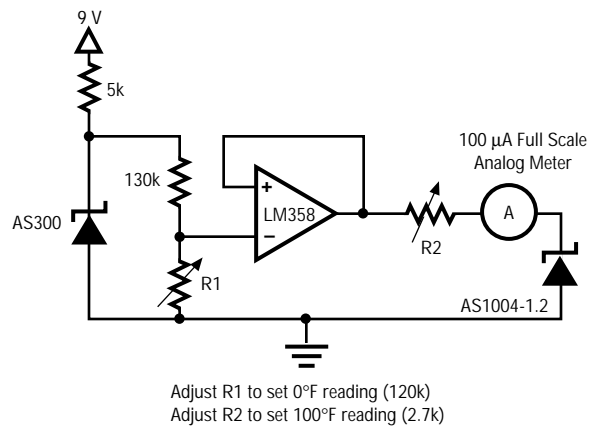 9 V
5k
100 µA Full Scale
Analog Meter
130k
+
LM358
−
A
AS300
R2
R1
AS1004-1.2
Adjust R1 to set 0°F reading (120k)
Adjust R2 to set 100°F reading (2.7k)